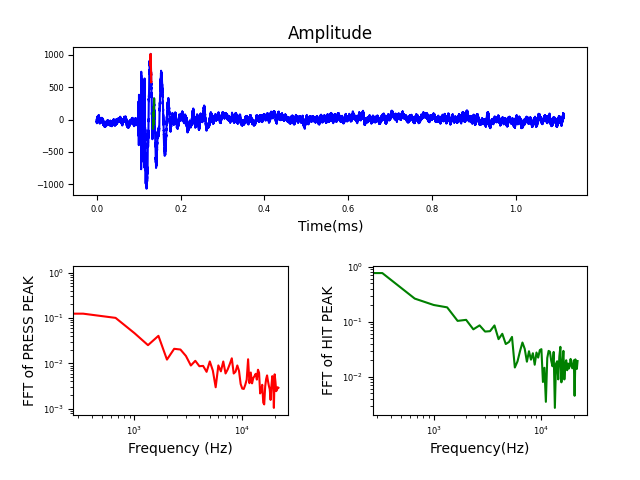 Amplitude
1000
500
0
−500
−1000
0.0 0.2 0.4 0.6 0.8 1.0
Time(ms)
FFT of PRESS PEAK
10⁰
10⁻¹
10⁻²
10⁻³
10³ 10⁴
Frequency (Hz)
FFT of HIT PEAK
10⁰
10⁻¹
10⁻²
10³ 10⁴
Frequency(Hz)